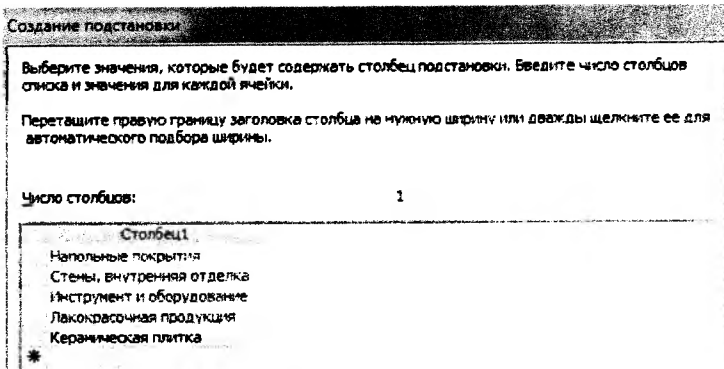 Создание подстановки
Выберите значения, которые будет содержать столбец подстановки. Введите число столбцов
списка и значения для каждой ячейки.
Перетащите правую границу заголовка столбца на нужную ширину или дважды щелкните ее для
автоматического подбора ширины.
Число столбцов: 1
Столбец1
Напольные покрытия
Стены, внутренняя отделка
Инструмент и оборудование
Лакокрасочная продукция
Керамическая плитка
*